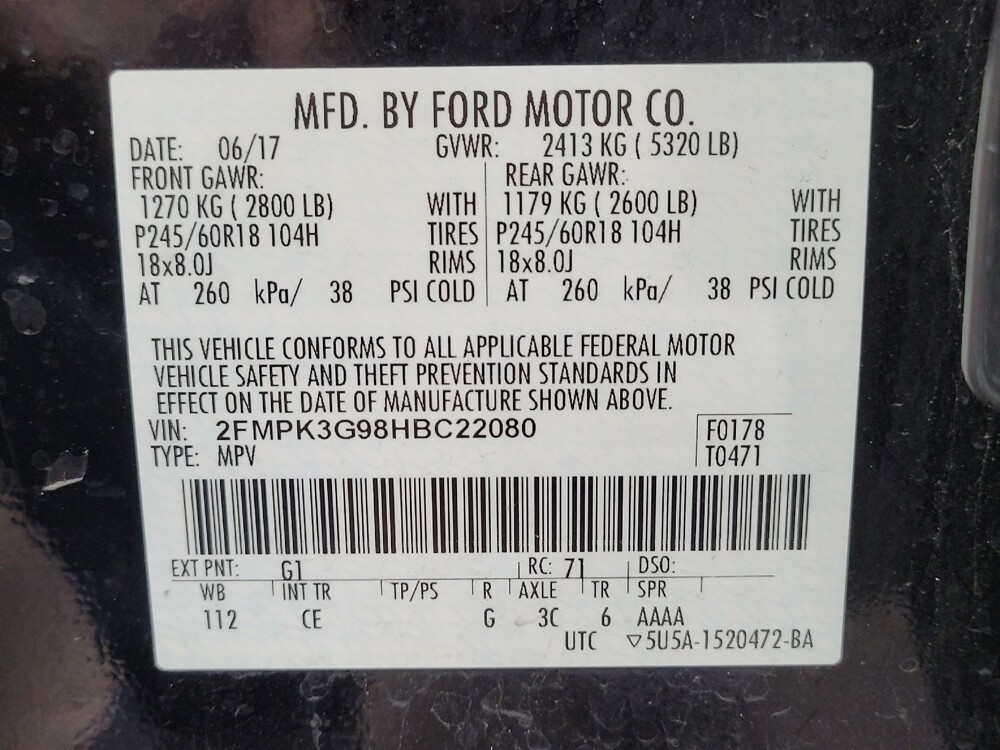 MFD. BY FORD MOTOR CO.
DATE: 06/17 GVWR: 2413 KG ( 5320 LB)
FRONT GAWR: REAR GAWR:
1270 KG ( 2800 LB) WITH 1179 KG ( 2600 LB) WITH
P245/60R18 104H TIRES P245/60R18 104H TIRES
18x8.0J RIMS 18x8.0J RIMS
AT 260 kPa/ 38 PSI COLD AT 260 kPa/ 38 PSI COLD
THIS VEHICLE CONFORMS TO ALL APPLICABLE FEDERAL MOTOR
VEHICLE SAFETY AND THEFT PREVENTION STANDARDS IN
EFFECT ON THE DATE OF MANUFACTURE SHOWN ABOVE.
VIN: 2FMPK3G98HBC22080 F0178
TYPE: MPV T0471
EXT PNT: G1 RC: 71 DSO:
WB INT TR TP/PS R AXLE TR SPR
112 CE G 3C 6 AAAA
UTC ▽5U5A-1520472-BA